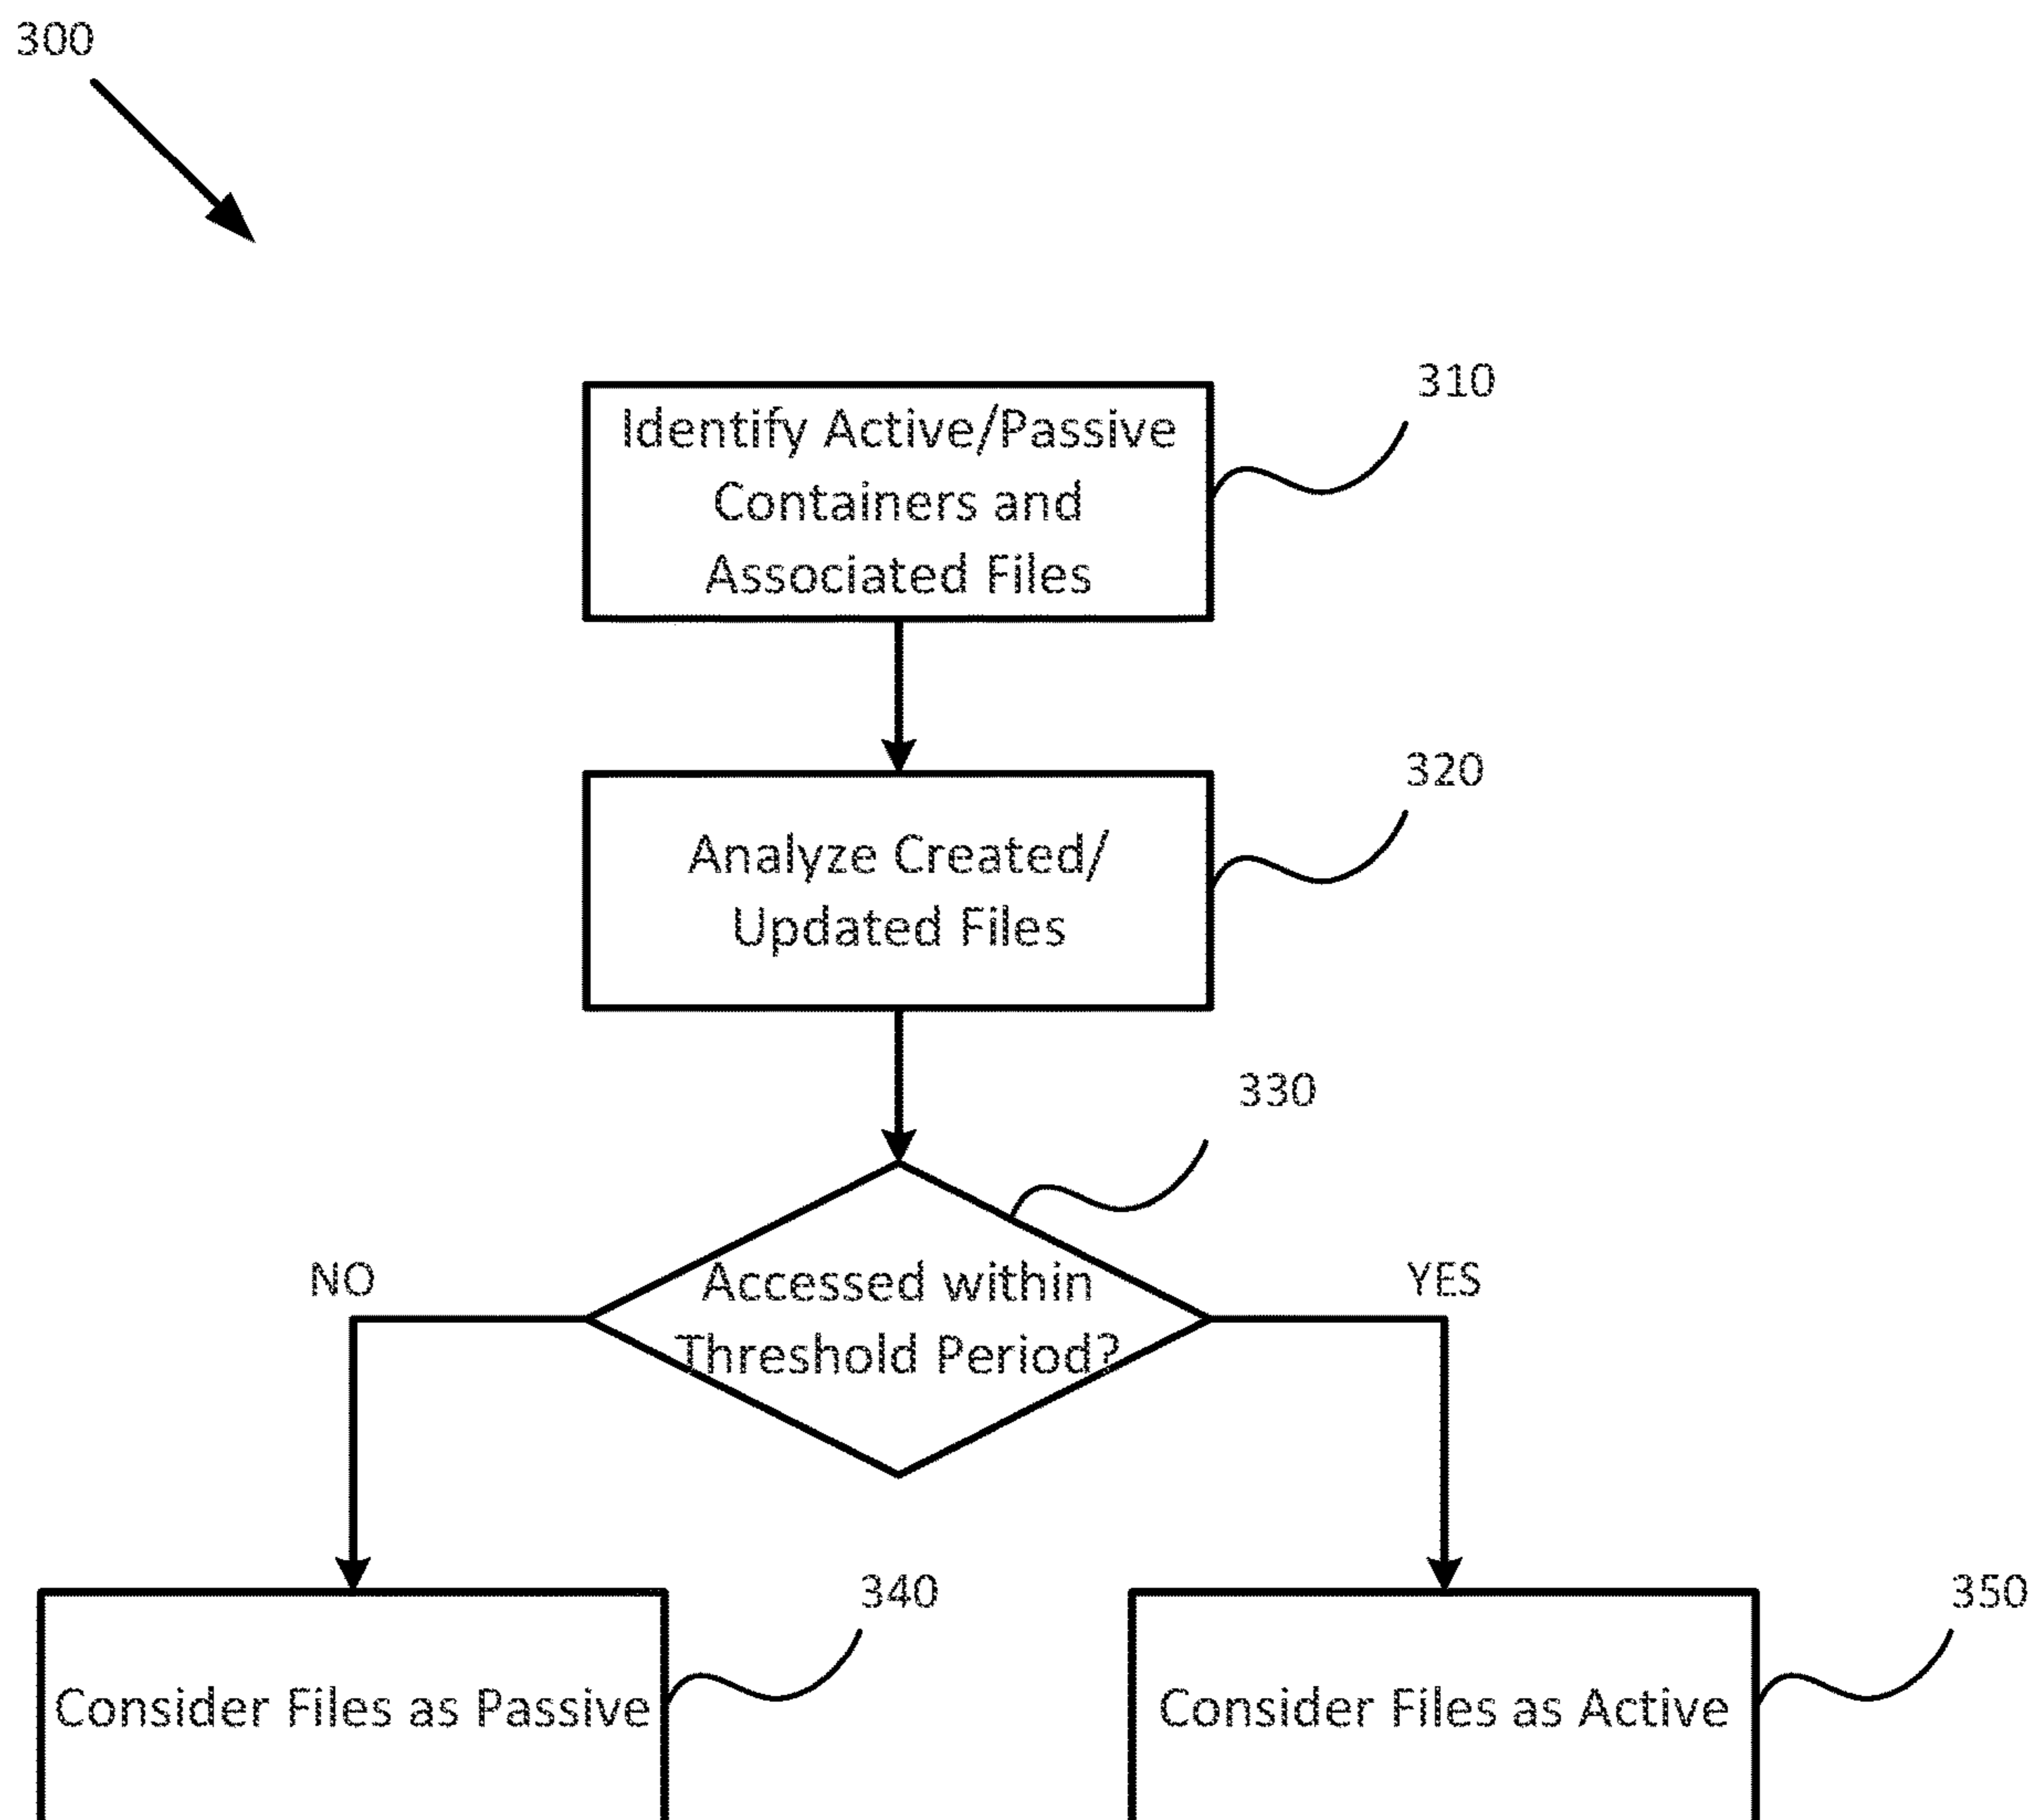 300
310
Identify Active/Passive
Containers and
Associated Files
320
Analyze Created/
Updated Files
330
Accessed within
Threshold Period?
NO
YES
340
Consider Files as Passive
350
Consider Files as Active